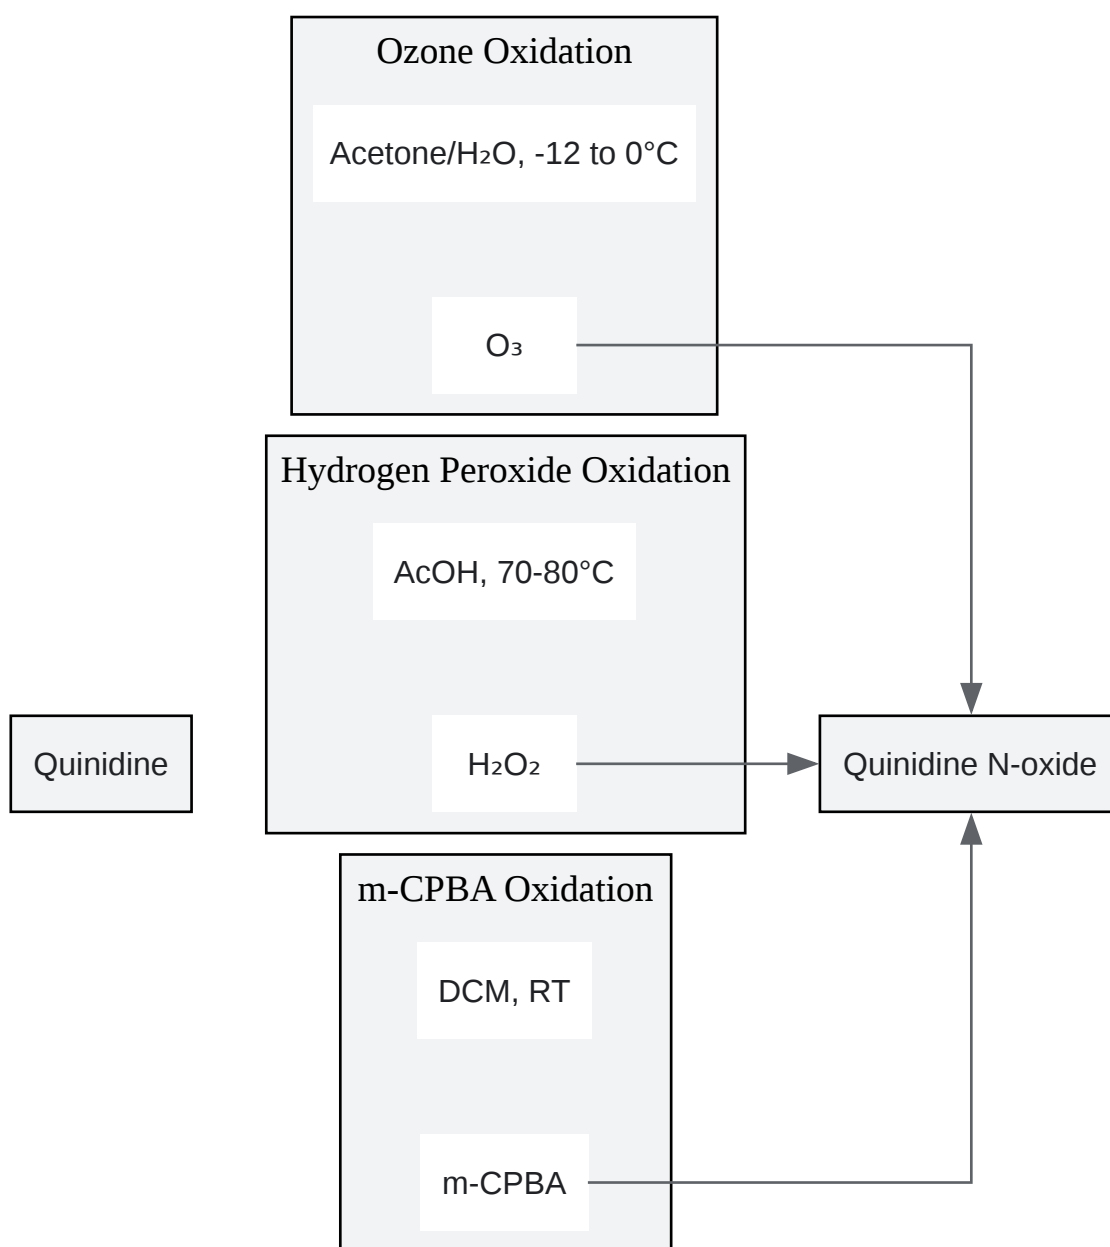 Ozone Oxidation
Acetone/H₂O, -12 to 0°C
O₃
Hydrogen Peroxide Oxidation
AcOH, 70-80°C
Quinidine
H₂O₂
Quinidine N-oxide
m-CPBA Oxidation
DCM, RT
m-CPBA